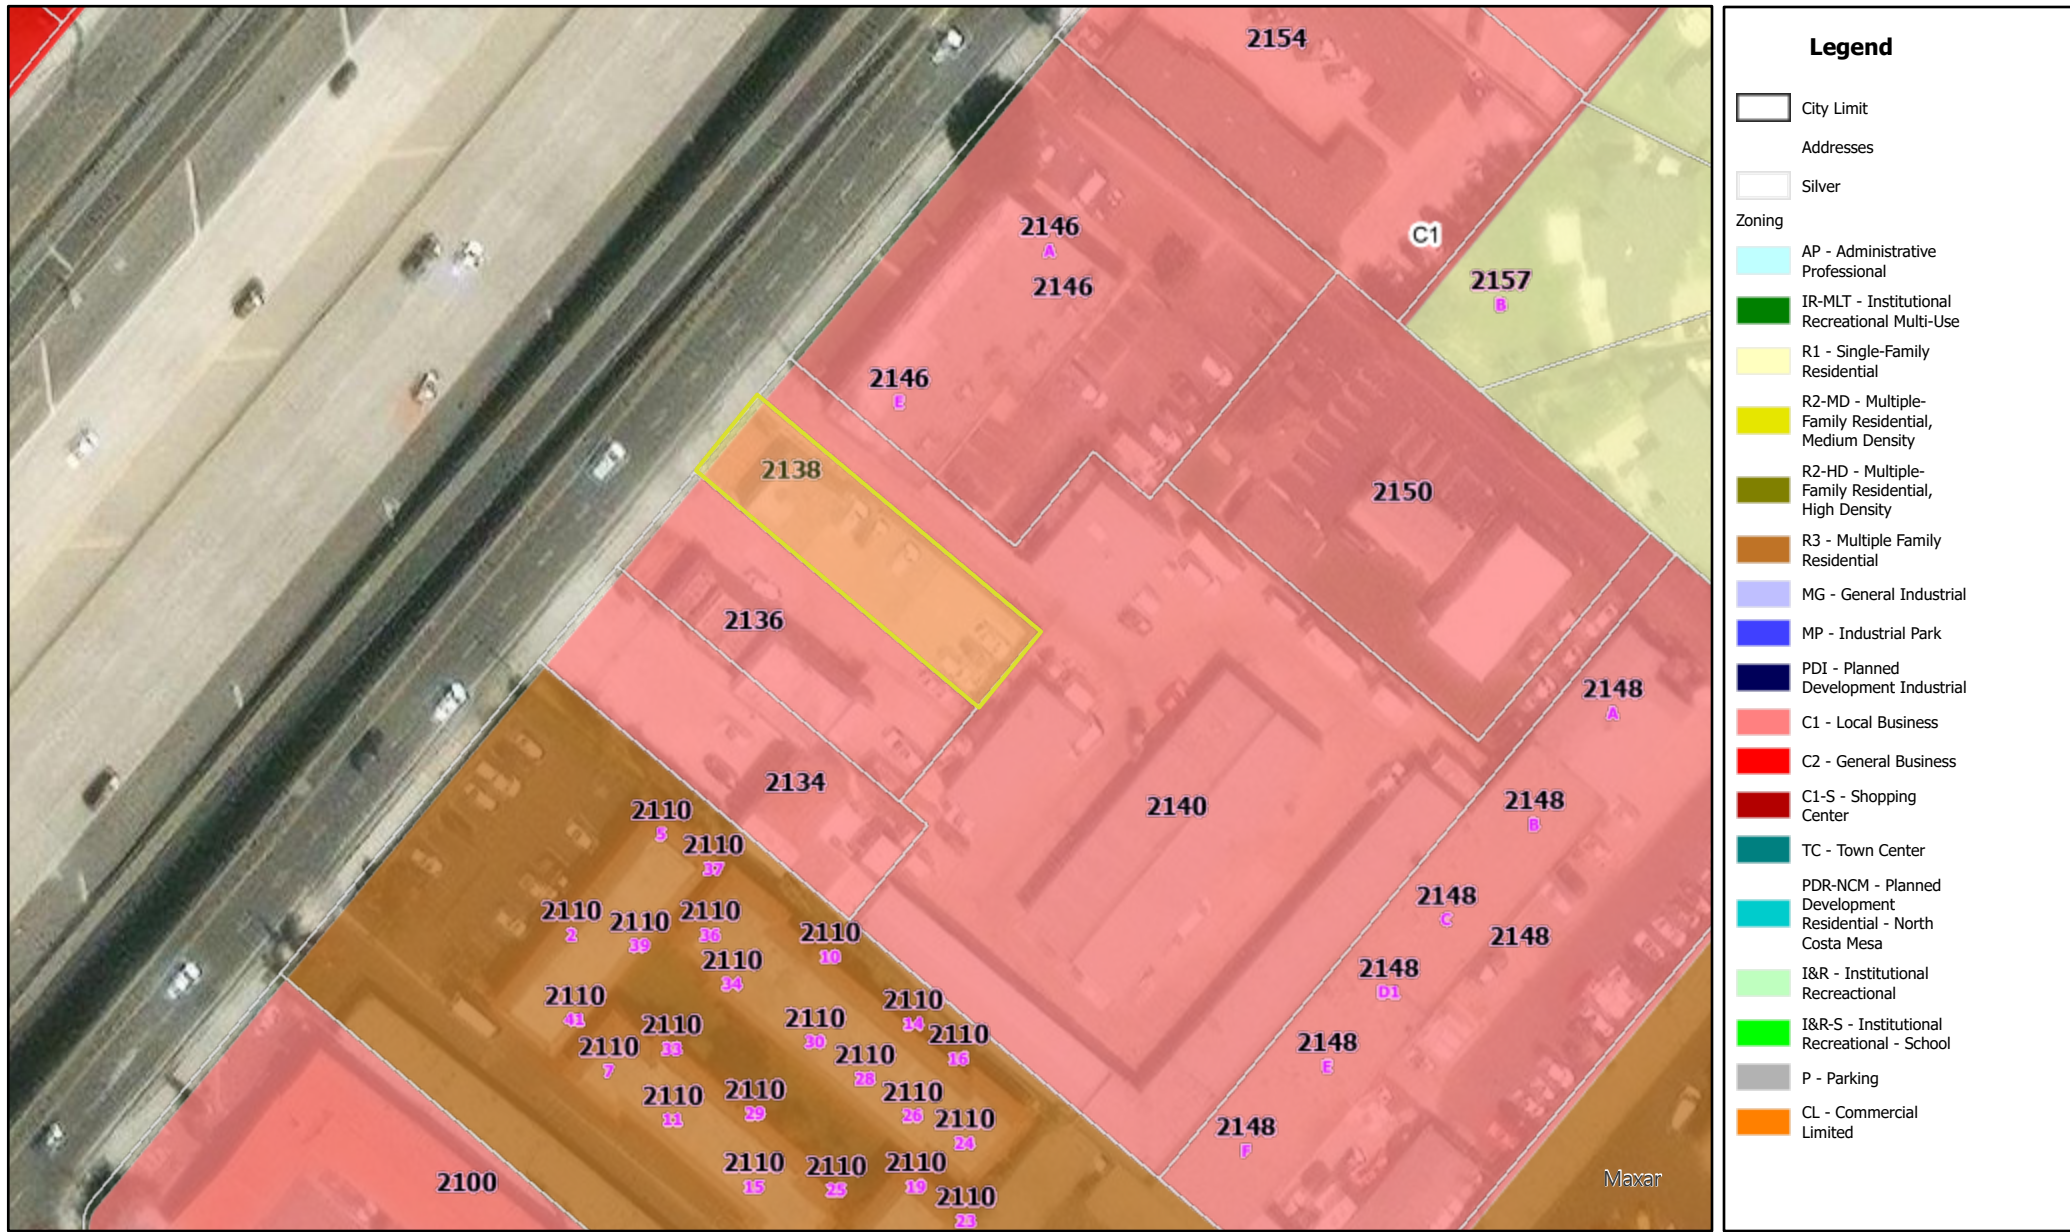 2154
C1
2146
A
2146
2157
B
2146
E
2138
2150
2136
2148
A
2134
2140
2148
B
2110
5
2110
37
2148
C
2148
2110
2
2110
39
2110
36
2110
10
2110
34
2148
D1
2110
41
2110
33
2110
30
2110
14
2110
16
2110
7
2110
28
2148
E
2110
11
2110
29
2110
26
2110
24
2148
F
2100
2110
15
2110
25
2110
19
2110
23
Maxar
Legend
City Limit
Addresses
Silver
Zoning
AP - Administrative
Professional
IR-MLT - Institutional
Recreational Multi-Use
R1 - Single-Family
Residential
R2-MD - Multiple-
Family Residential,
Medium Density
R2-HD - Multiple-
Family Residential,
High Density
R3 - Multiple Family
Residential
MG - General Industrial
MP - Industrial Park
PDI - Planned
Development Industrial
C1 - Local Business
C2 - General Business
C1-S - Shopping
Center
TC - Town Center
PDR-NCM - Planned
Development
Residential - North
Costa Mesa
I&R - Institutional
Recreactional
I&R-S - Institutional
Recreational - School
P - Parking
CL - Commercial
Limited